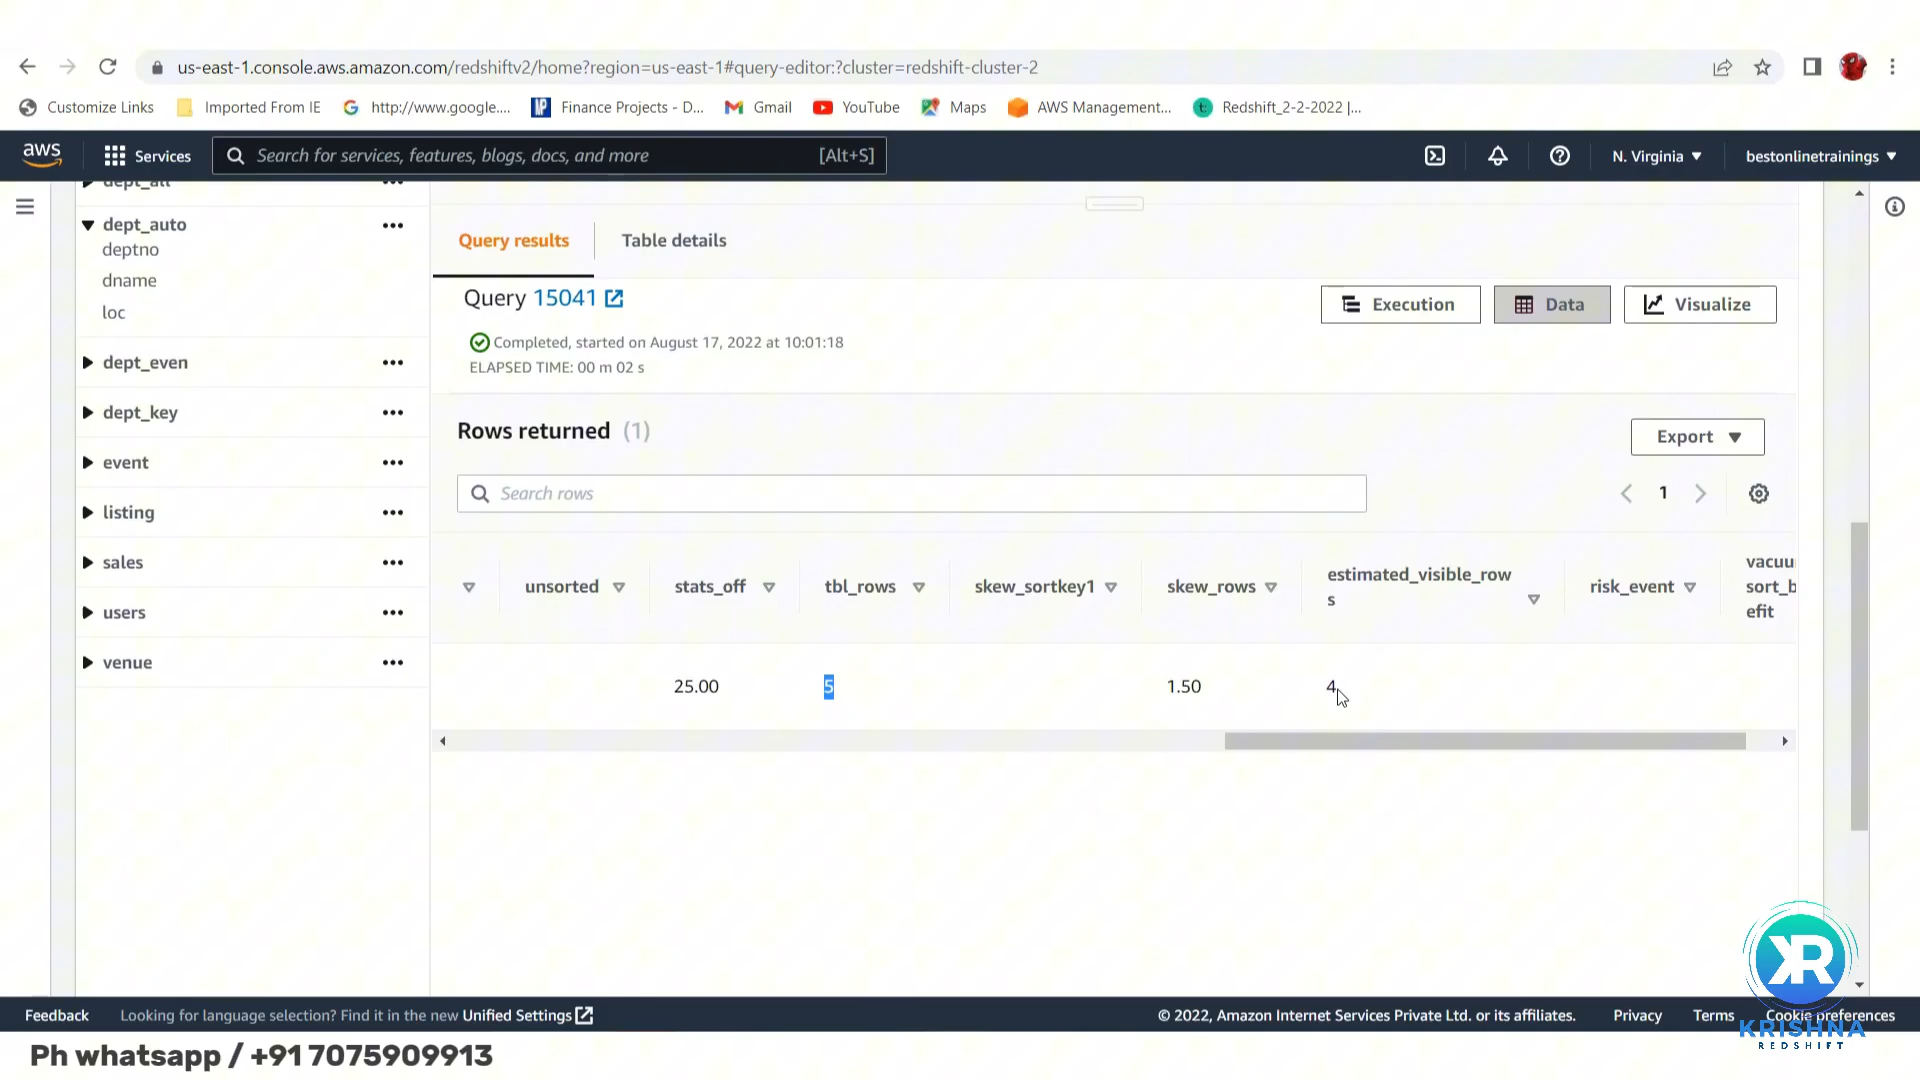 us-east-1.console.aws.amazon.com/redshiftv2/home?region=us-east-1#query-editor:?cluster=redshift-cluster-2
Customize Links Imported From IE http://www.google.... Finance Projects - D... Gmail YouTube Maps AWS Management... Redshift_2-2-2022 |...
aws Services Search for services, features, blogs, docs, and more [Alt+S] N. Virginia bestonlinetrainings
dept_all
dept_auto
deptno
dname
loc
dept_even
dept_key
event
listing
sales
users
venue
Query results Table details
Query 15041
Execution Data Visualize
Completed, started on August 17, 2022 at 10:01:18
ELAPSED TIME: 00 m 02 s
Rows returned (1)
Export
Search rows
1
unsorted stats_off tbl_rows skew_sortkey1 skew_rows estimated_visible_row
s
risk_event
vacuu
sort_b
efit
25.00 5 1.50 4
Feedback Looking for language selection? Find it in the new Unified Settings © 2022, Amazon Internet Services Private Ltd. or its affiliates. Privacy Terms Cookie preferences
KR
KRISHNA
REDSHIFT
Ph whatsapp / +91 7075909913